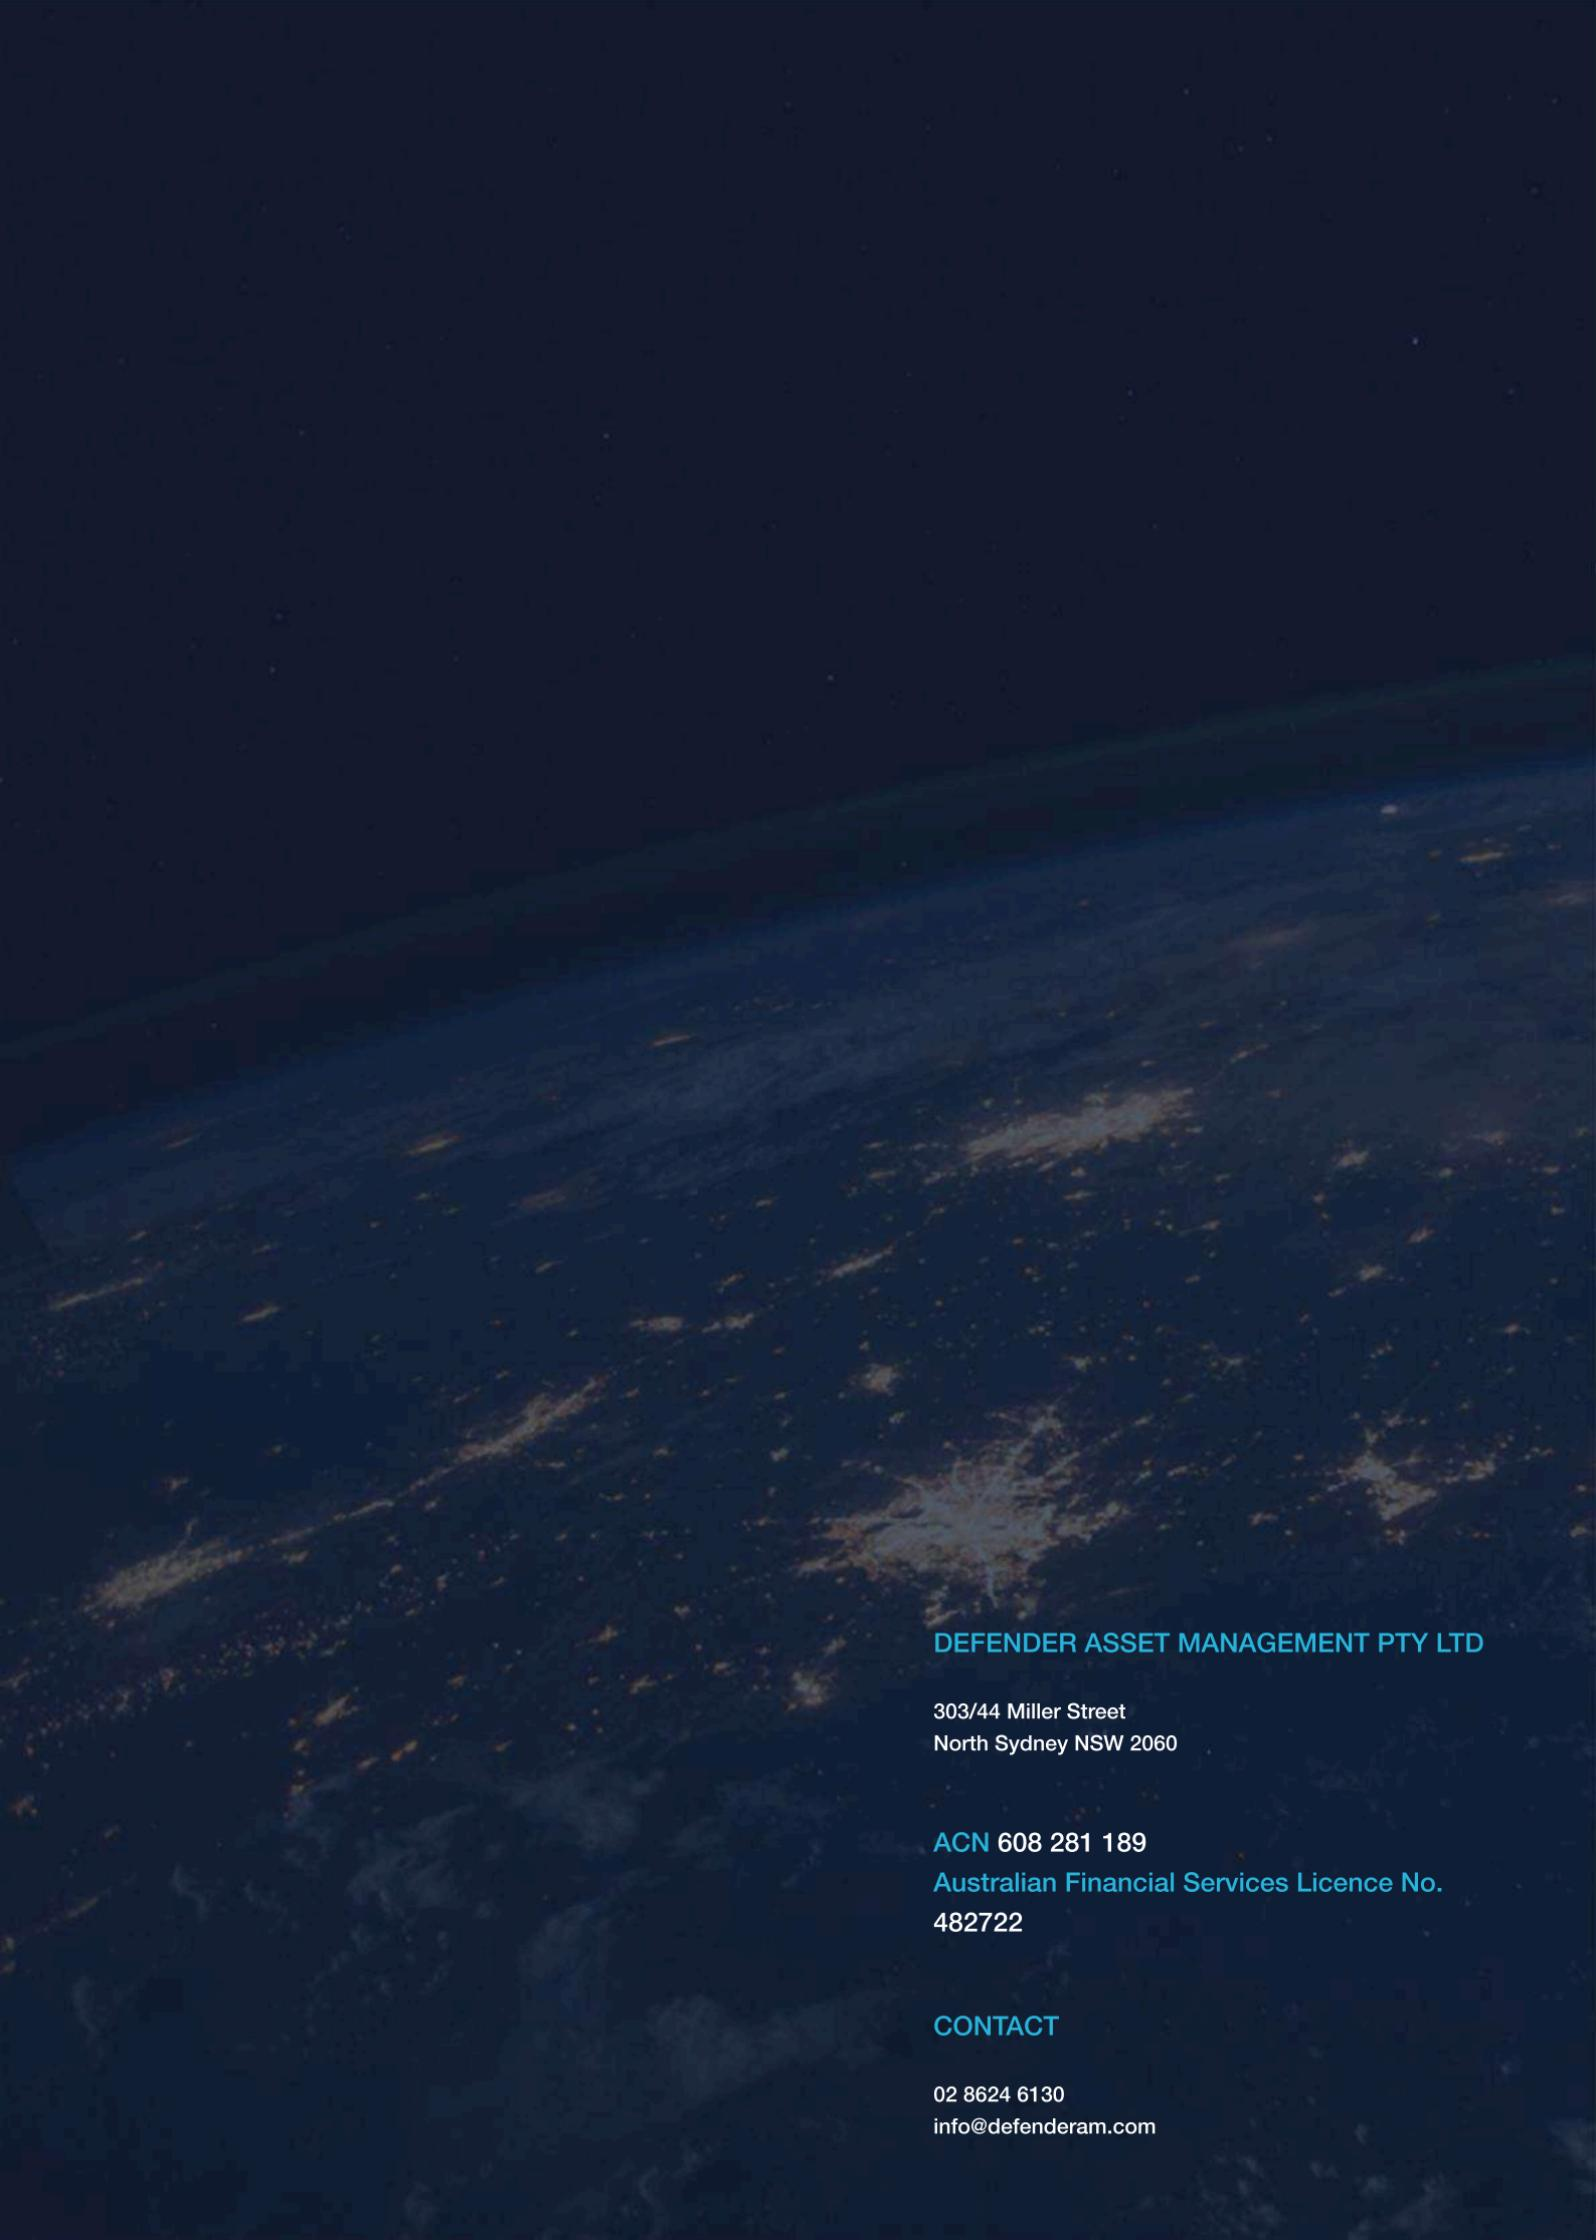 DEFENDER ASSET MANAGEMENT PTY LTD
303/44 Miller Street
North Sydney NSW 2060
ACN 608 281 189
Australian Financial Services Licence No.
482722
CONTACT
02 8624 6130
info@defenderam.com